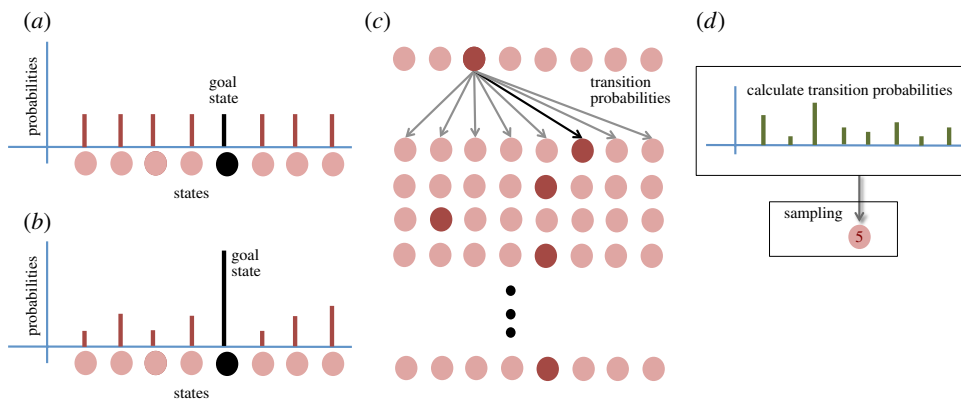 (a)
probabilities
goal
state
states
(b)
probabilities
goal
state
states
(c)
transition
probabilities
(d)
calculate transition probabilities
sampling
5